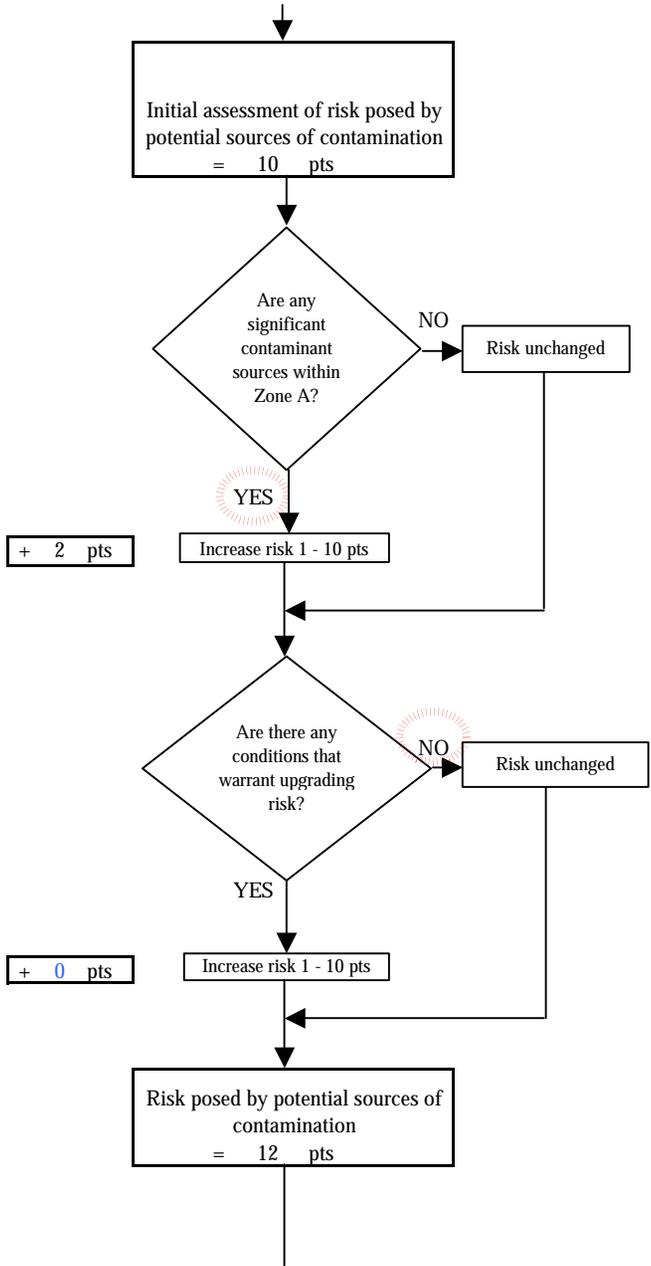 Initial assessment of risk posed by
potential sources of contamination
= 10 pts
Are any
significant
contaminant
sources within
Zone A?
NO
Risk unchanged
YES
+ 2 pts
Increase risk 1 - 10 pts
Are there any
conditions that
warrant upgrading
risk?
NO
Risk unchanged
YES
+ 0 pts
Increase risk 1 - 10 pts
Risk posed by potential sources of
contamination
= 12 pts